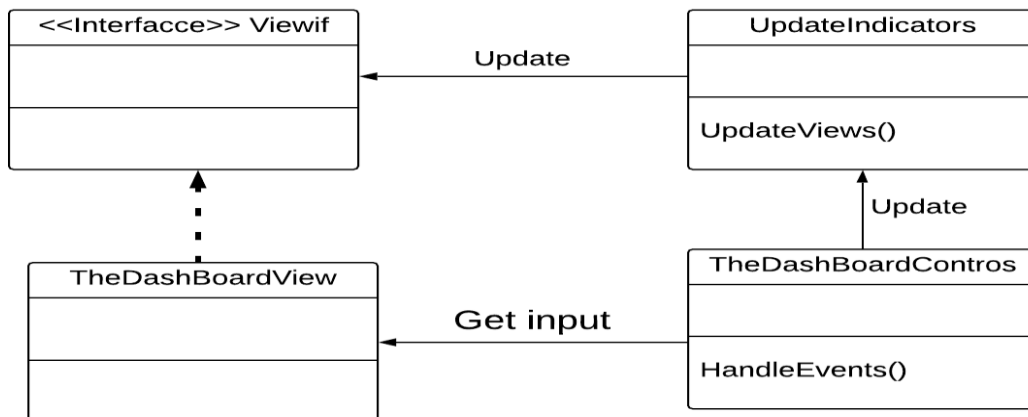 <<Interfacce>> Viewif
UpdateIndicators
Update
UpdateViews()
Update
TheDashBoardView
TheDashBoardContros
Get input
HandleEvents()